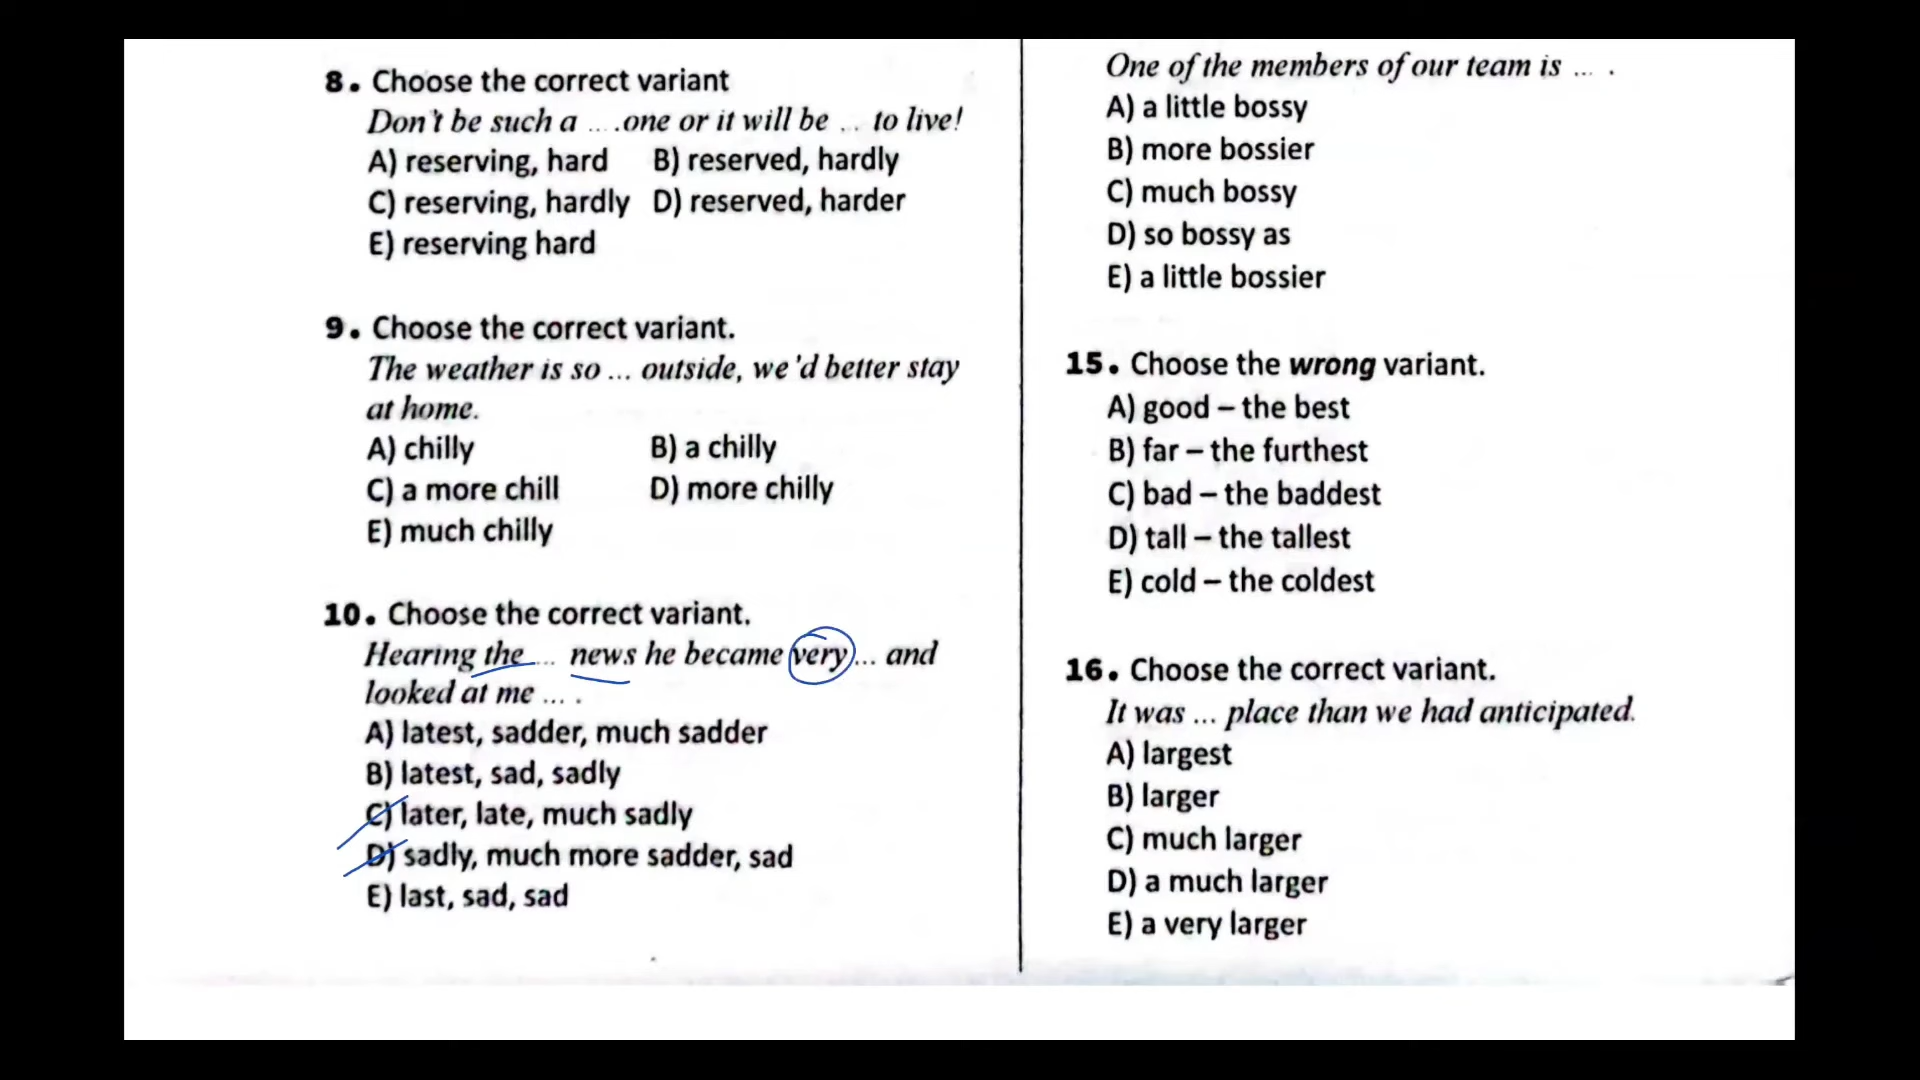 8. Choose the correct variant
Don't be such a ... .one or it will be ... to live!
A) reserving, hard B) reserved, hardly
C) reserving, hardly D) reserved, harder
E) reserving hard
9. Choose the correct variant.
The weather is so ... outside, we'd better stay
at home.
A) chilly B) a chilly
C) a more chill D) more chilly
E) much chilly
10. Choose the correct variant.
Hearing the ... news he became very ... and
looked at me ... .
A) latest, sadder, much sadder
B) latest, sad, sadly
C) later, late, much sadly
D) sadly, much more sadder, sad
E) last, sad, sad
One of the members of our team is ... .
A) a little bossy
B) more bossier
C) much bossy
D) so bossy as
E) a little bossier
15. Choose the wrong variant.
A) good – the best
B) far – the furthest
C) bad – the baddest
D) tall – the tallest
E) cold – the coldest
16. Choose the correct variant.
It was ... place than we had anticipated.
A) largest
B) larger
C) much larger
D) a much larger
E) a very larger